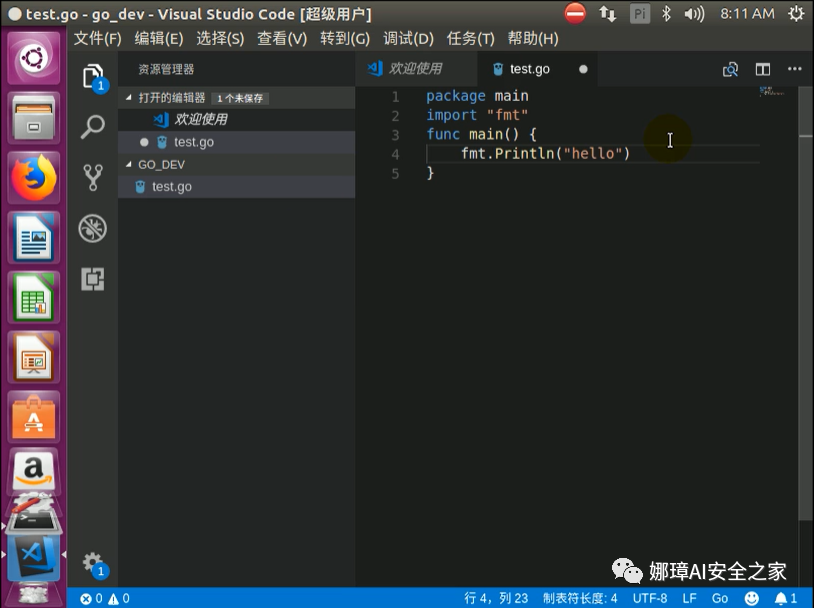 test.go - go_dev - Visual Studio Code [超级用户]
Pi
8:11 AM
文件(F) 编辑(E) 选择(S) 查看(V) 转到(G) 调试(D) 任务(T) 帮助(H)
1
资源管理器
欢迎使用
test.go
打开的编辑器 1 个未保存
欢迎使用
test.go
GO_DEV
test.go
1 package main
2 import "fmt"
3 func main() {
4 fmt.Println("hello")
5 }
a
1
娜璋AI安全之家
0 0
行 4，列 23 制表符长度: 4 UTF-8 LF Go 1